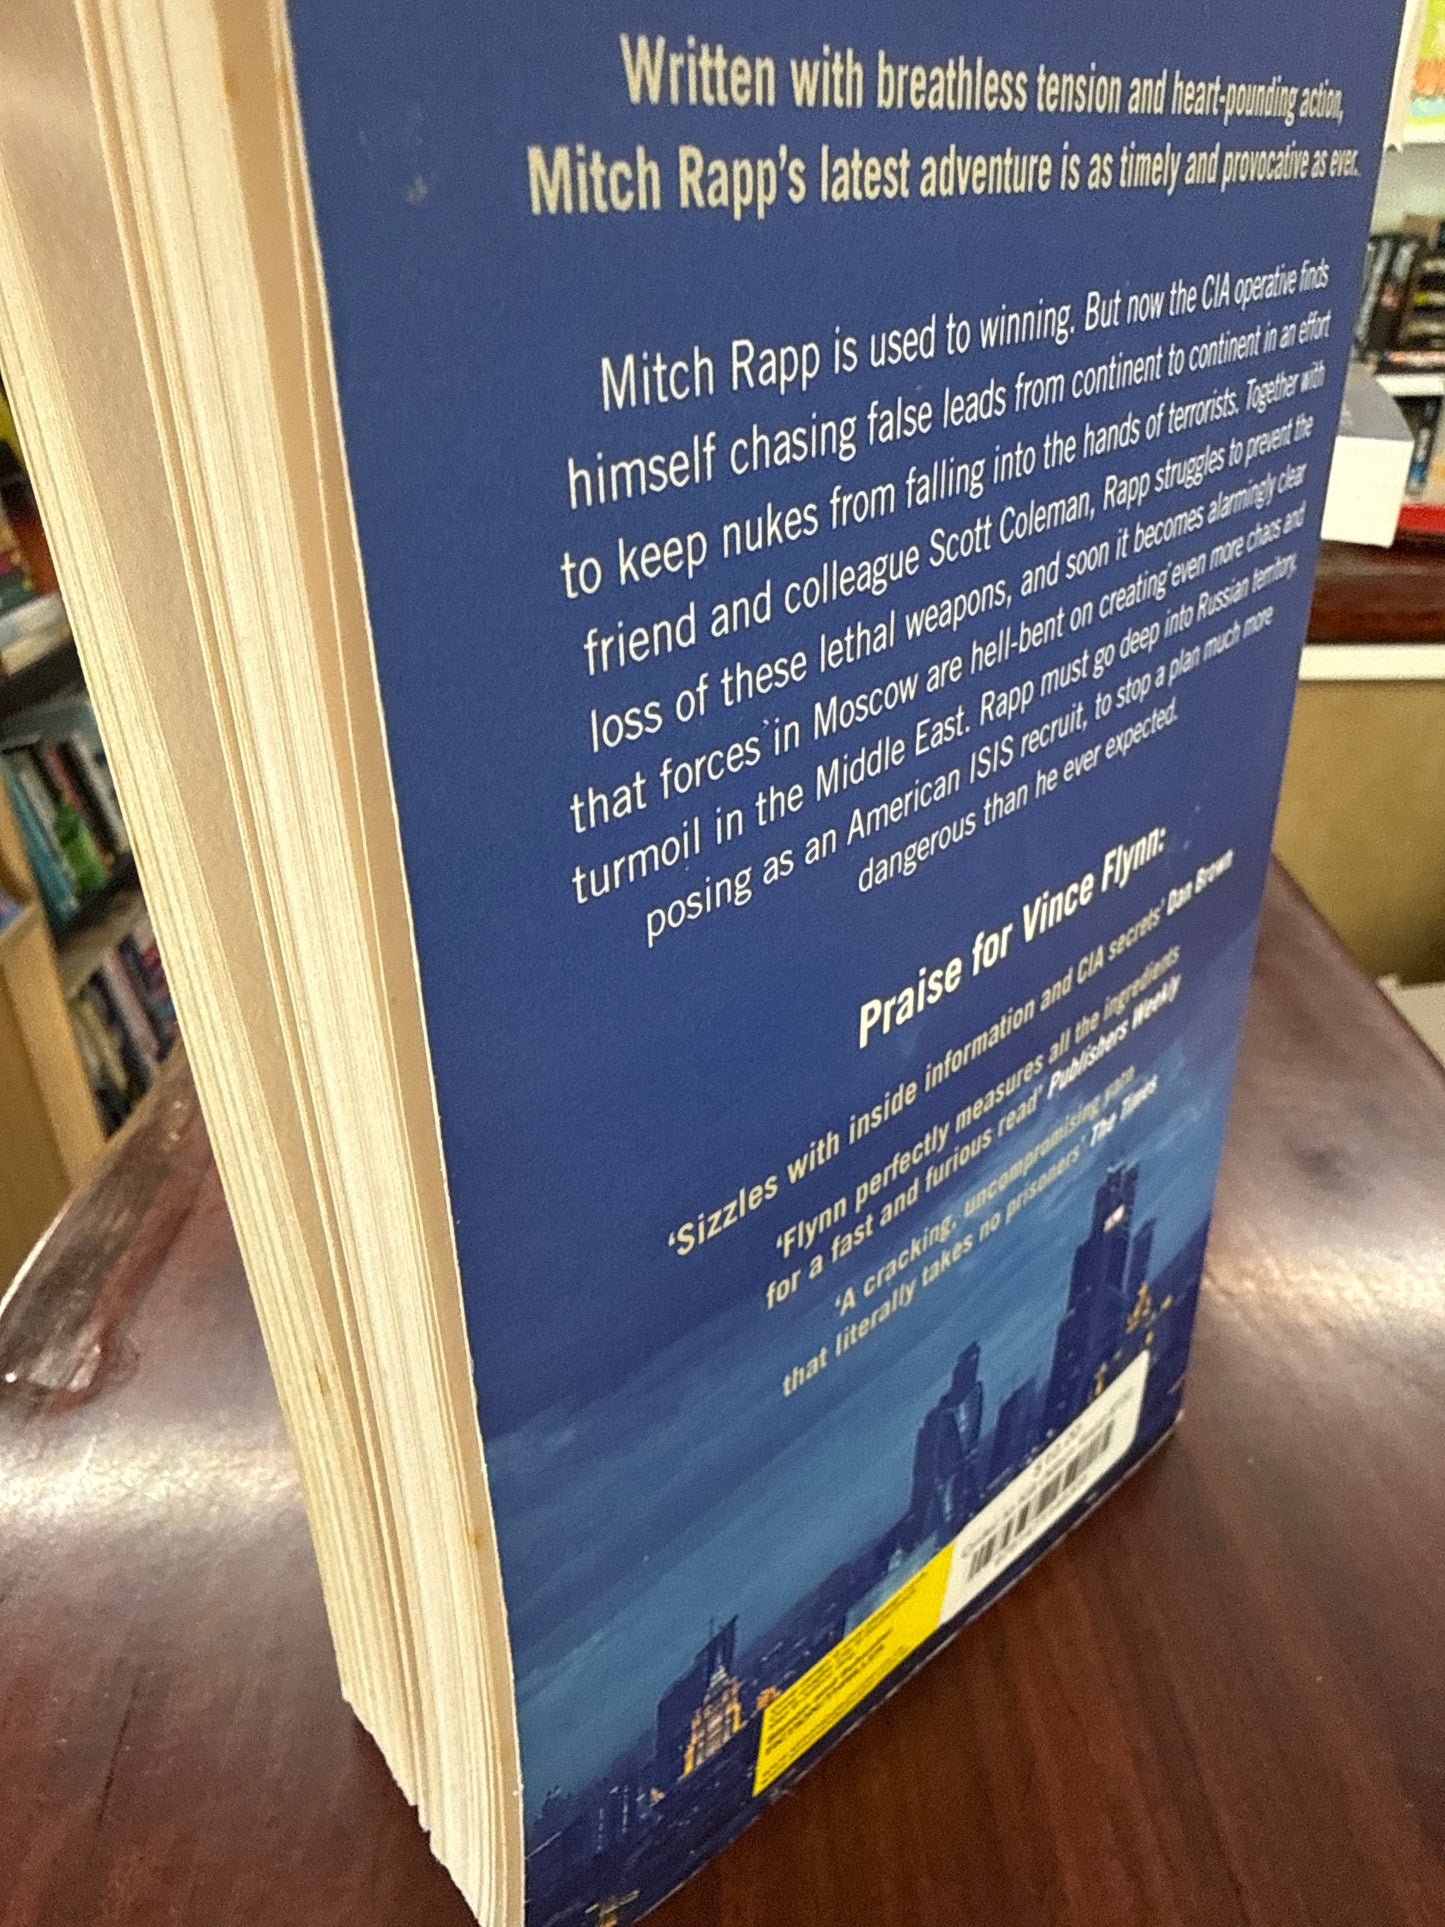 Written with breathless tension and heart-pounding action,
Mitch Rapp's latest adventure is as timely and provocative as ever.
Mitch Rapp is used to winning. But now the CIA operative finds
himself chasing false leads from continent to continent in an effort
to keep nukes from falling into the hands of terrorists. Together with
friend and colleague Scott Coleman, Rapp struggles to prevent the
loss of these lethal weapons, and soon it becomes alarmingly clear
that forces in Moscow are hell-bent on creating even more chaos and
turmoil in the Middle East. Rapp must go deep into Russian territory,
posing as an American ISIS recruit, to stop a plan much more
dangerous than he ever expected.
Praise for Vince Flynn:
'Sizzles with inside information and CIA secrets' Dan Brown
'Flynn perfectly measures all the ingredients
for a fast and furious read' Publishers Weekly
'A cracking, uncompromising yarn
that literally takes no prisoners' The Times